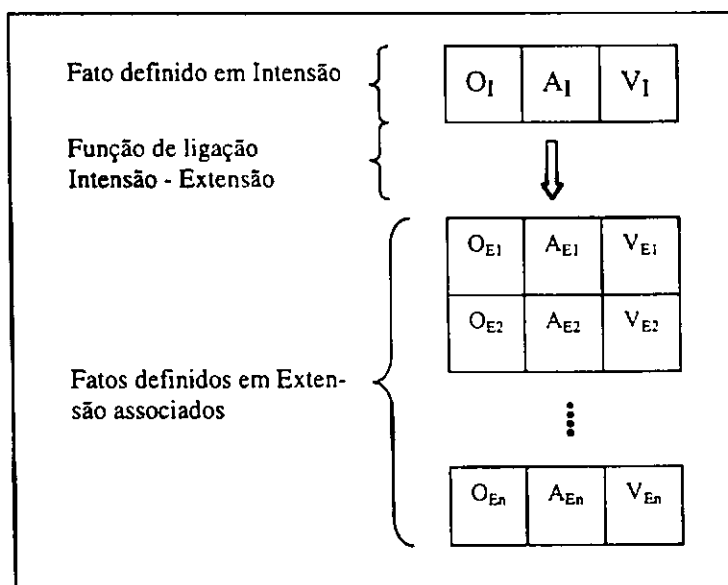 Fato definido em Intensão
O_I A_I V_I
Função de ligação
Intensão - Extensão
O_E1 A_E1 V_E1
O_E2 A_E2 V_E2
Fatos definidos em Exten-
são associados
O_En A_En V_En